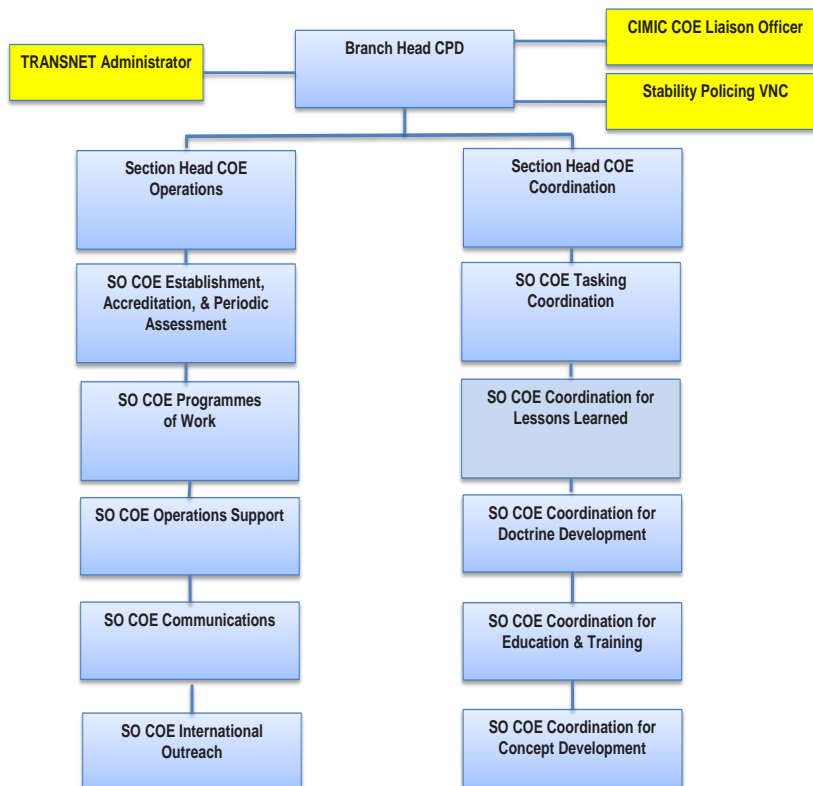 CIMIC COE Liaison Officer
Branch Head CPD
TRANSNET Administrator
Stability Policing VNC
Section Head COE
Operations
Section Head COE
Coordination
SO COE Establishment,
Accreditation, & Periodic
Assessment
SO COE Tasking
Coordination
SO COE Programmes
of Work
SO COE Coordination for
Lessons Learned
SO COE Operations Support
SO COE Coordination for
Doctrine Development
SO COE Communications
SO COE Coordination for
Education & Training
SO COE International
Outreach
SO COE Coordination for
Concept Development